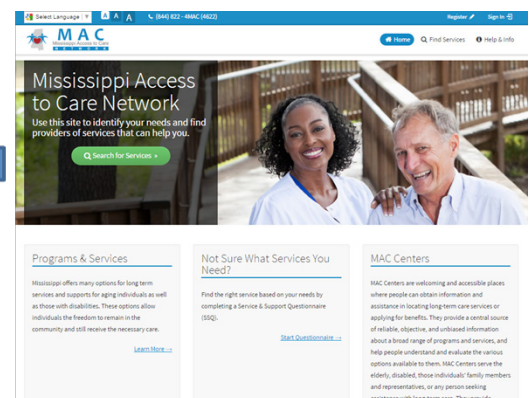 Select Language ▼ A A A (844) 822 - 4MAC (4622) Register Sign In
MAC
Mississippi Access to Care
NETWORK
Home Find Services Help & Info
Mississippi Access
to Care Network
Use this site to identify your needs and find
providers of services that can help you.
Search for Services »
Programs & Services
Mississippi offers many options for long term
services and supports for aging individuals as well
as those with disabilities. These options allow
individuals the freedom to remain in the
community and still receive the necessary care.
Learn More →
Not Sure What Services You
Need?
Find the right service based on your needs by
completing a Service & Support Questionnaire
(SSQ).
Start Questionnaire →
MAC Centers
MAC Centers are welcoming and accessible places
where people can obtain information and
assistance in locating long-term care services or
applying for benefits. They provide a central source
of reliable, objective, and unbiased information
about a broad range of programs and services, and
help people understand and evaluate the various
options available to them. MAC Centers serve the
elderly, disabled, those individuals' family members
and representatives, or any person seeking